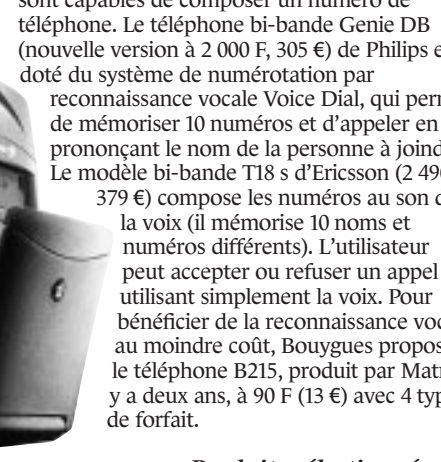 sont capables de composer un numéro de
téléphone. Le téléphone bi-bande Genie DB
(nouvelle version à 2 000 F, 305 €) de Philips e
doté du système de numérotation par
reconnaissance vocale Voice Dial, qui perm
de mémoriser 10 numéros et d'appeler en
prononçant le nom de la personne à joind
Le modèle bi-bande T18 s d'Ericsson (2 490
379 €) compose les numéros au son d
la voix (il mémorise 10 noms et
numéros différents). L'utilisateur
peut accepter ou refuser un appel
utilisant simplement la voix. Pour
bénéficier de la reconnaissance voc
au moindre coût, Bouygues propos
le téléphone B215, produit par Matr
y a deux ans, à 90 F (13 €) avec 4 typ
de forfait.